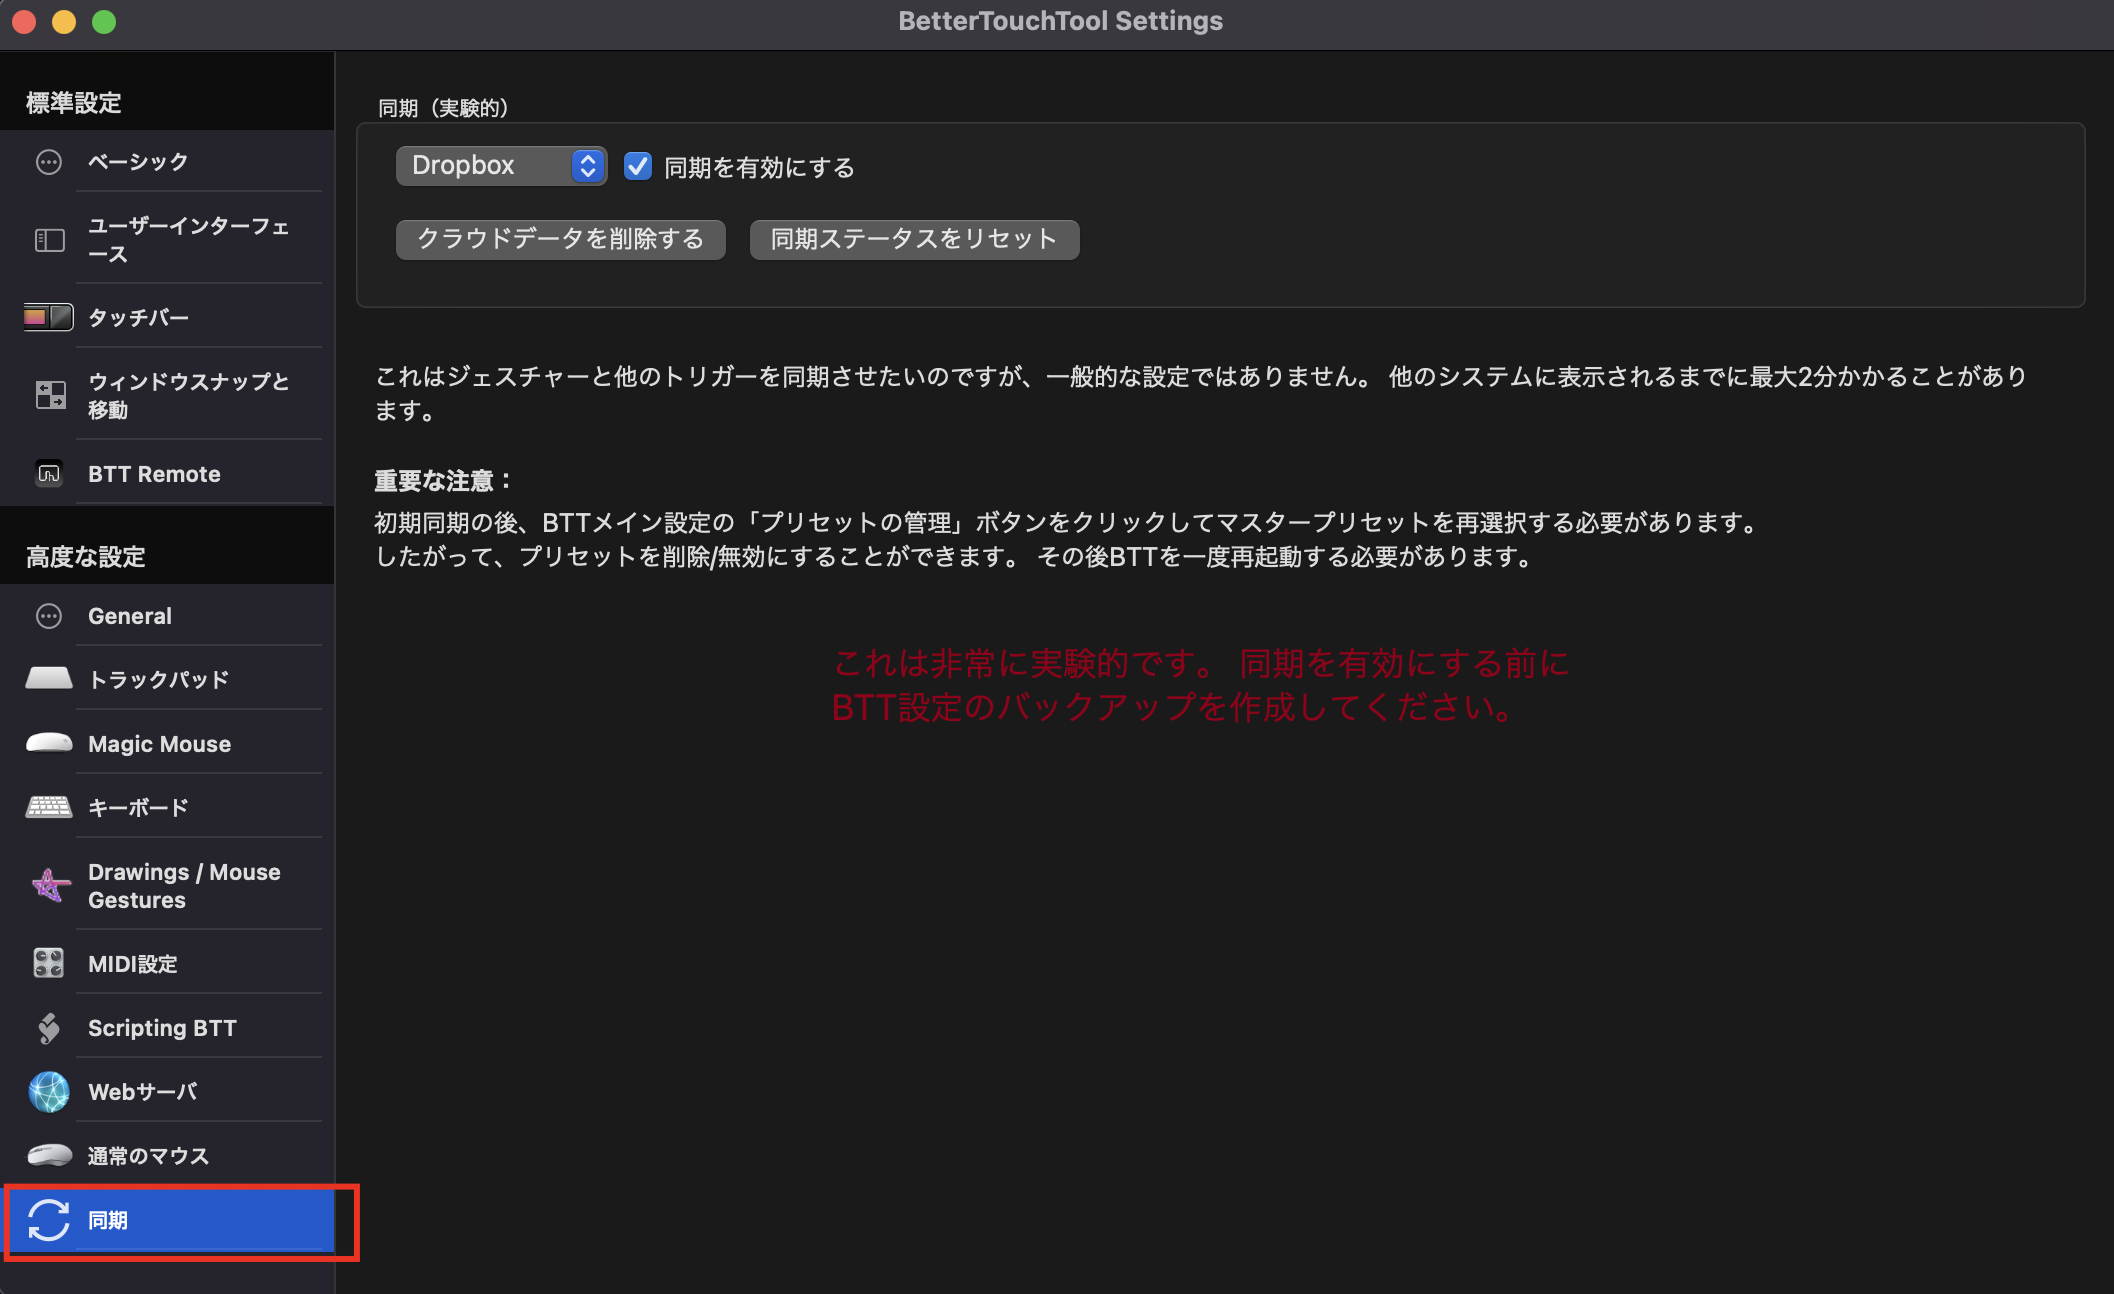 BetterTouchTool Settings
標準設定
ベーシック
ユーザーインターフェ
ース
タッチバー
ウィンドウスナップと
移動
BTT Remote
高度な設定
General
トラックパッド
Magic Mouse
キーボード
Drawings / Mouse
Gestures
MIDI設定
Scripting BTT
Webサーバ
通常のマウス
同期
同期（実験的）
Dropbox
同期を有効にする
クラウドデータを削除する
同期ステータスをリセット
これはジェスチャーと他のトリガーを同期させたいのですが、一般的な設定ではありません。 他のシステムに表示されるまでに最大2分かかることがあり
ます。
重要な注意：
初期同期の後、BTTメイン設定の「プリセットの管理」ボタンをクリックしてマスタープリセットを再選択する必要があります。
したがって、プリセットを削除/無効にすることができます。 その後BTTを一度再起動する必要があります。
これは非常に実験的です。 同期を有効にする前に
BTT設定のバックアップを作成してください。